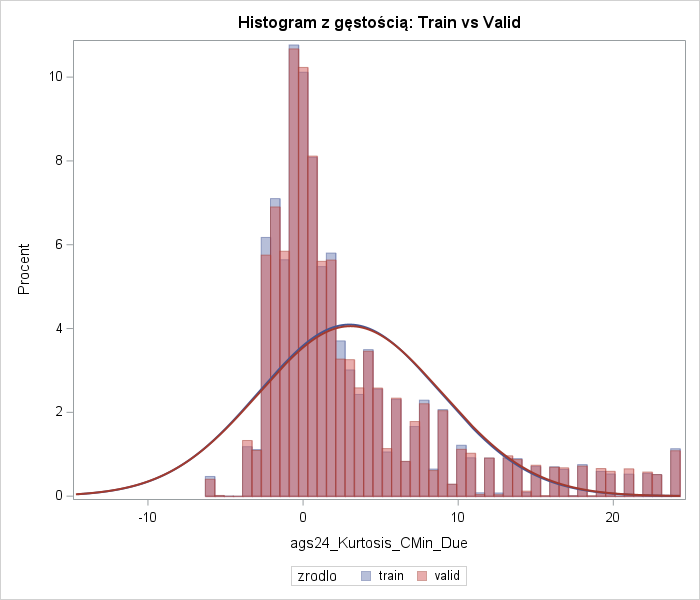 Histogram z gęstością: Train vs Valid
Procent
10
8
6
4
2
0
-10 0 10 20
ags24_Kurtosis_CMin_Due
zrodlo train valid